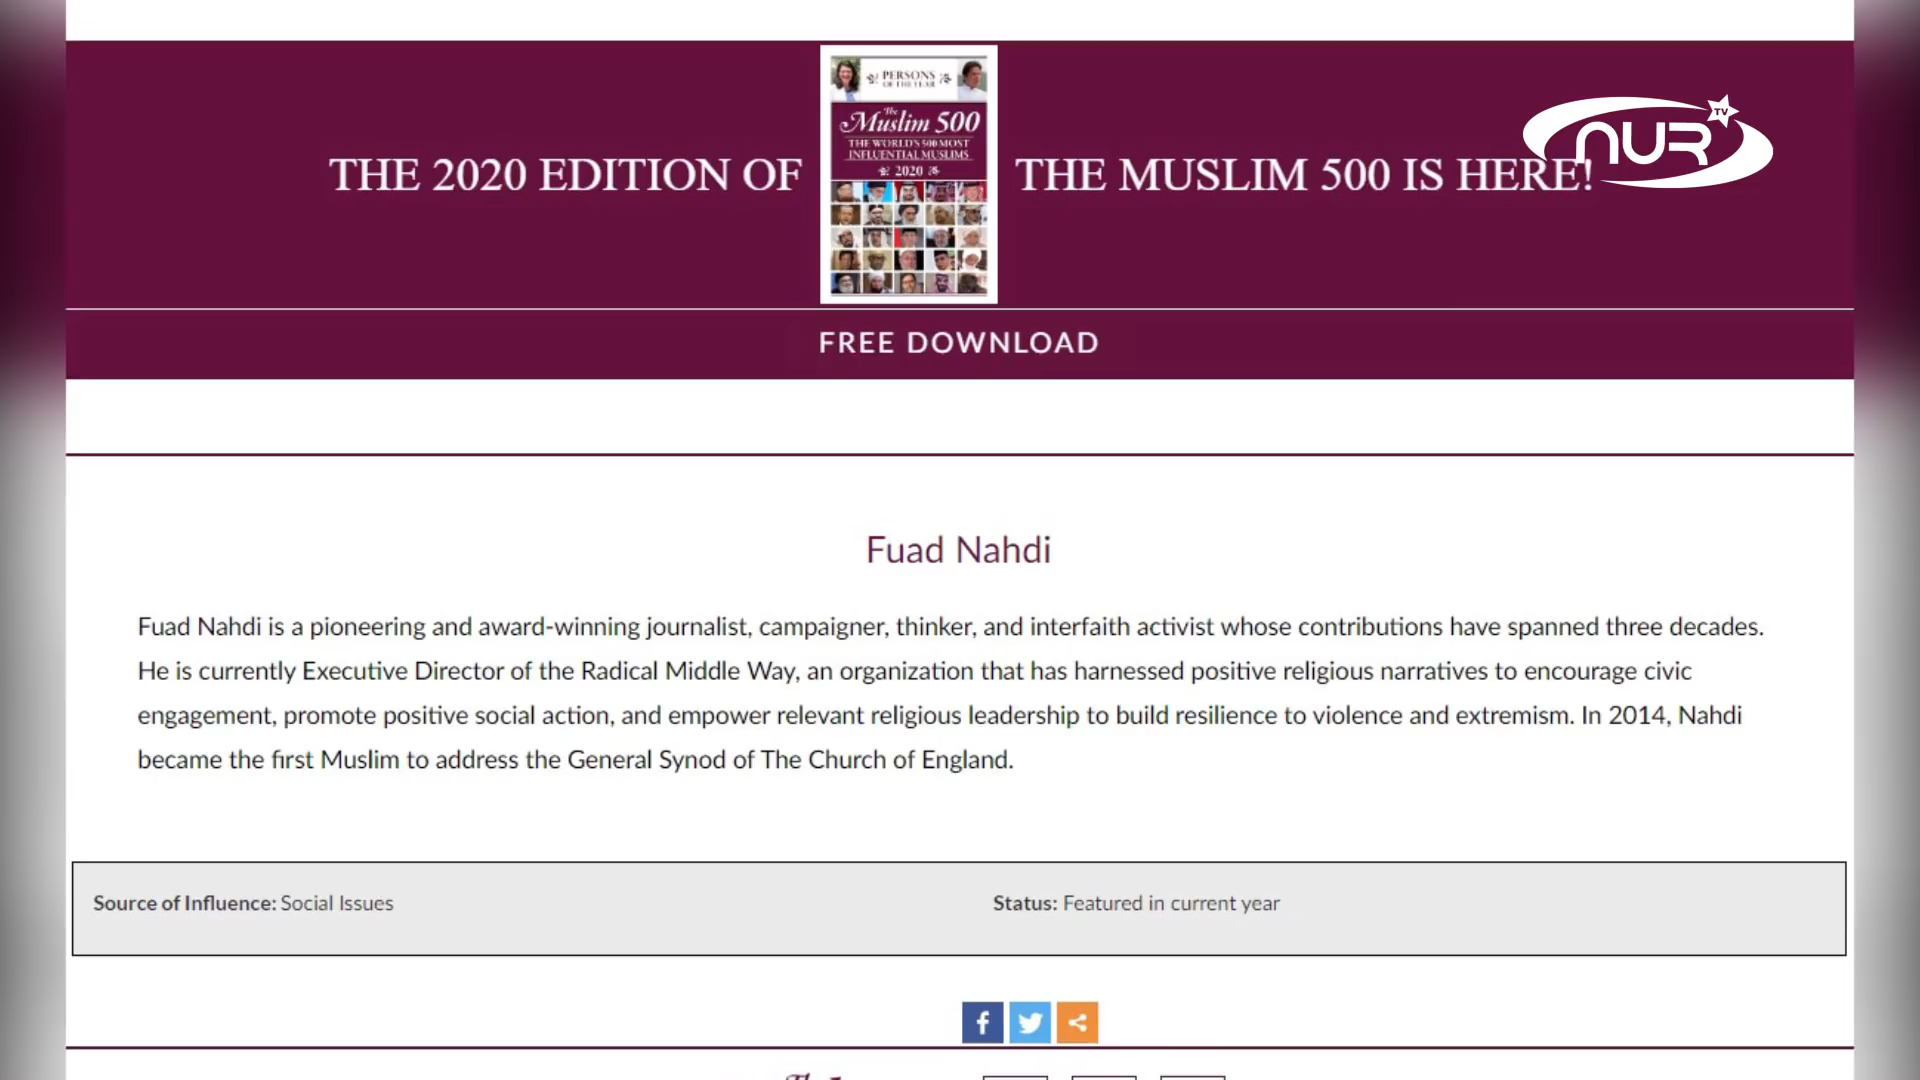 PERSONS
OF THE YEAR
The
Muslim 500
THE WORLD'S 500 MOST
INFLUENTIAL MUSLIMS
2020
THE 2020 EDITION OF
THE MUSLIM 500 IS HERE!
NUR TV
FREE DOWNLOAD
Fuad Nahdi
Fuad Nahdi is a pioneering and award-winning journalist, campaigner, thinker, and interfaith activist whose contributions have spanned three decades.
He is currently Executive Director of the Radical Middle Way, an organization that has harnessed positive religious narratives to encourage civic
engagement, promote positive social action, and empower relevant religious leadership to build resilience to violence and extremism. In 2014, Nahdi
became the first Muslim to address the General Synod of The Church of England.
Source of Influence: Social Issues
Status: Featured in current year